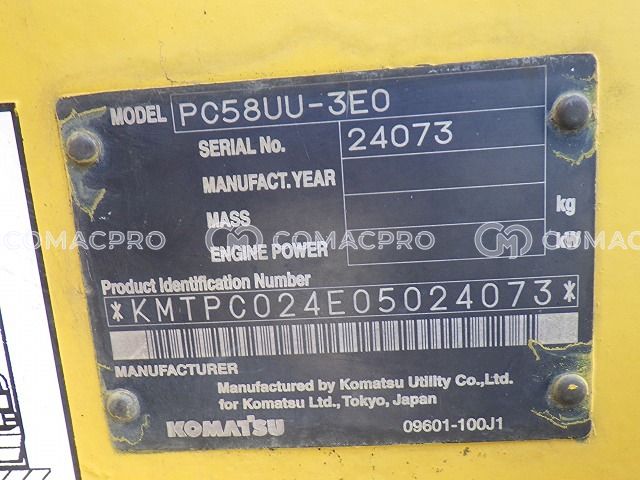 MODEL PC58UU-3E0
SERIAL No. 24073
MANUFACT.YEAR
MASS kg
COMACPRO COMACPRO COMACPRO
ENGINE POWER kW
Product Identification Number
*KMTPC024E05024073*
MANUFACTURER
Manufactured by Komatsu Utility Co.,Ltd.
for Komatsu Ltd., Tokyo, Japan
KOMATSU 09601-100J1